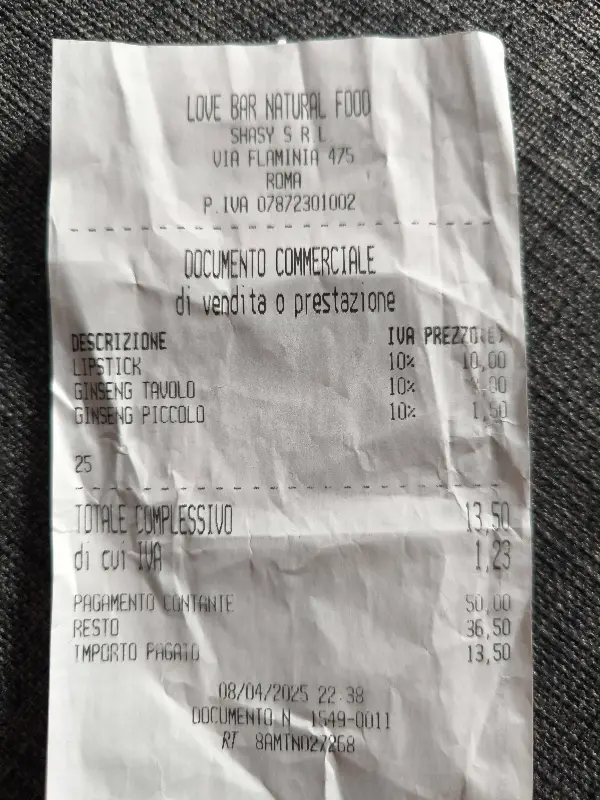 LOVE BAR NATURAL FOOD
SHASY S R L
VIA FLAMINIA 475
ROMA
P.IVA 07872301002
DOCUMENTO COMMERCIALE
di vendita o prestazione
DESCRIZIONE IVA PREZZO(€)
LIPSTICK 10% 10,00
GINSENG TAVOLO 10%
GINSENG PICCOLO 10% 1,50
25
TOTALE COMPLESSIVO 13,50
di cui IVA 1,23
PAGAMENTO CONTANTE 50,00
RESTO 36,50
IMPORTO PAGATO 13,50
08/04/2025 22:38
DOCUMENTO N. 1549-0011
RT 8AMTN027268